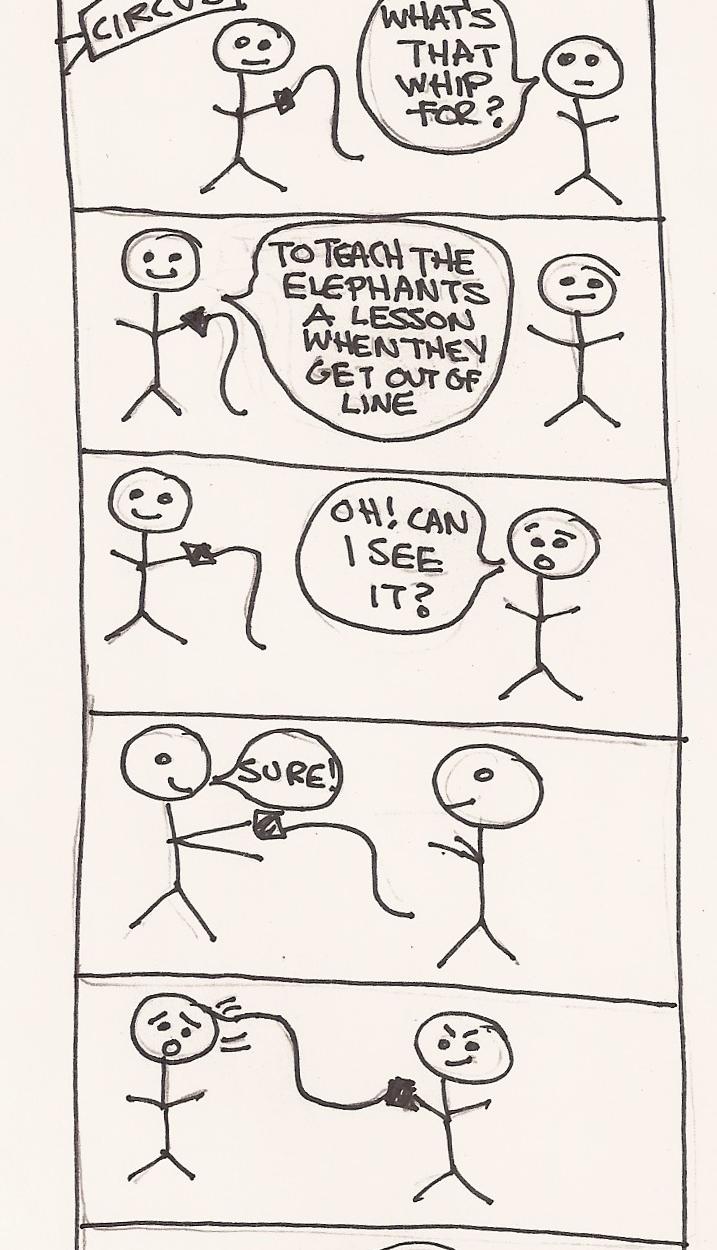 CIRCUS
WHAT'S
THAT
WHIP
FOR?
TO TEACH THE
ELEPHANTS
A LESSON
WHEN THEY
GET OUT OF
LINE
OH! CAN
I SEE
IT?
SURE!